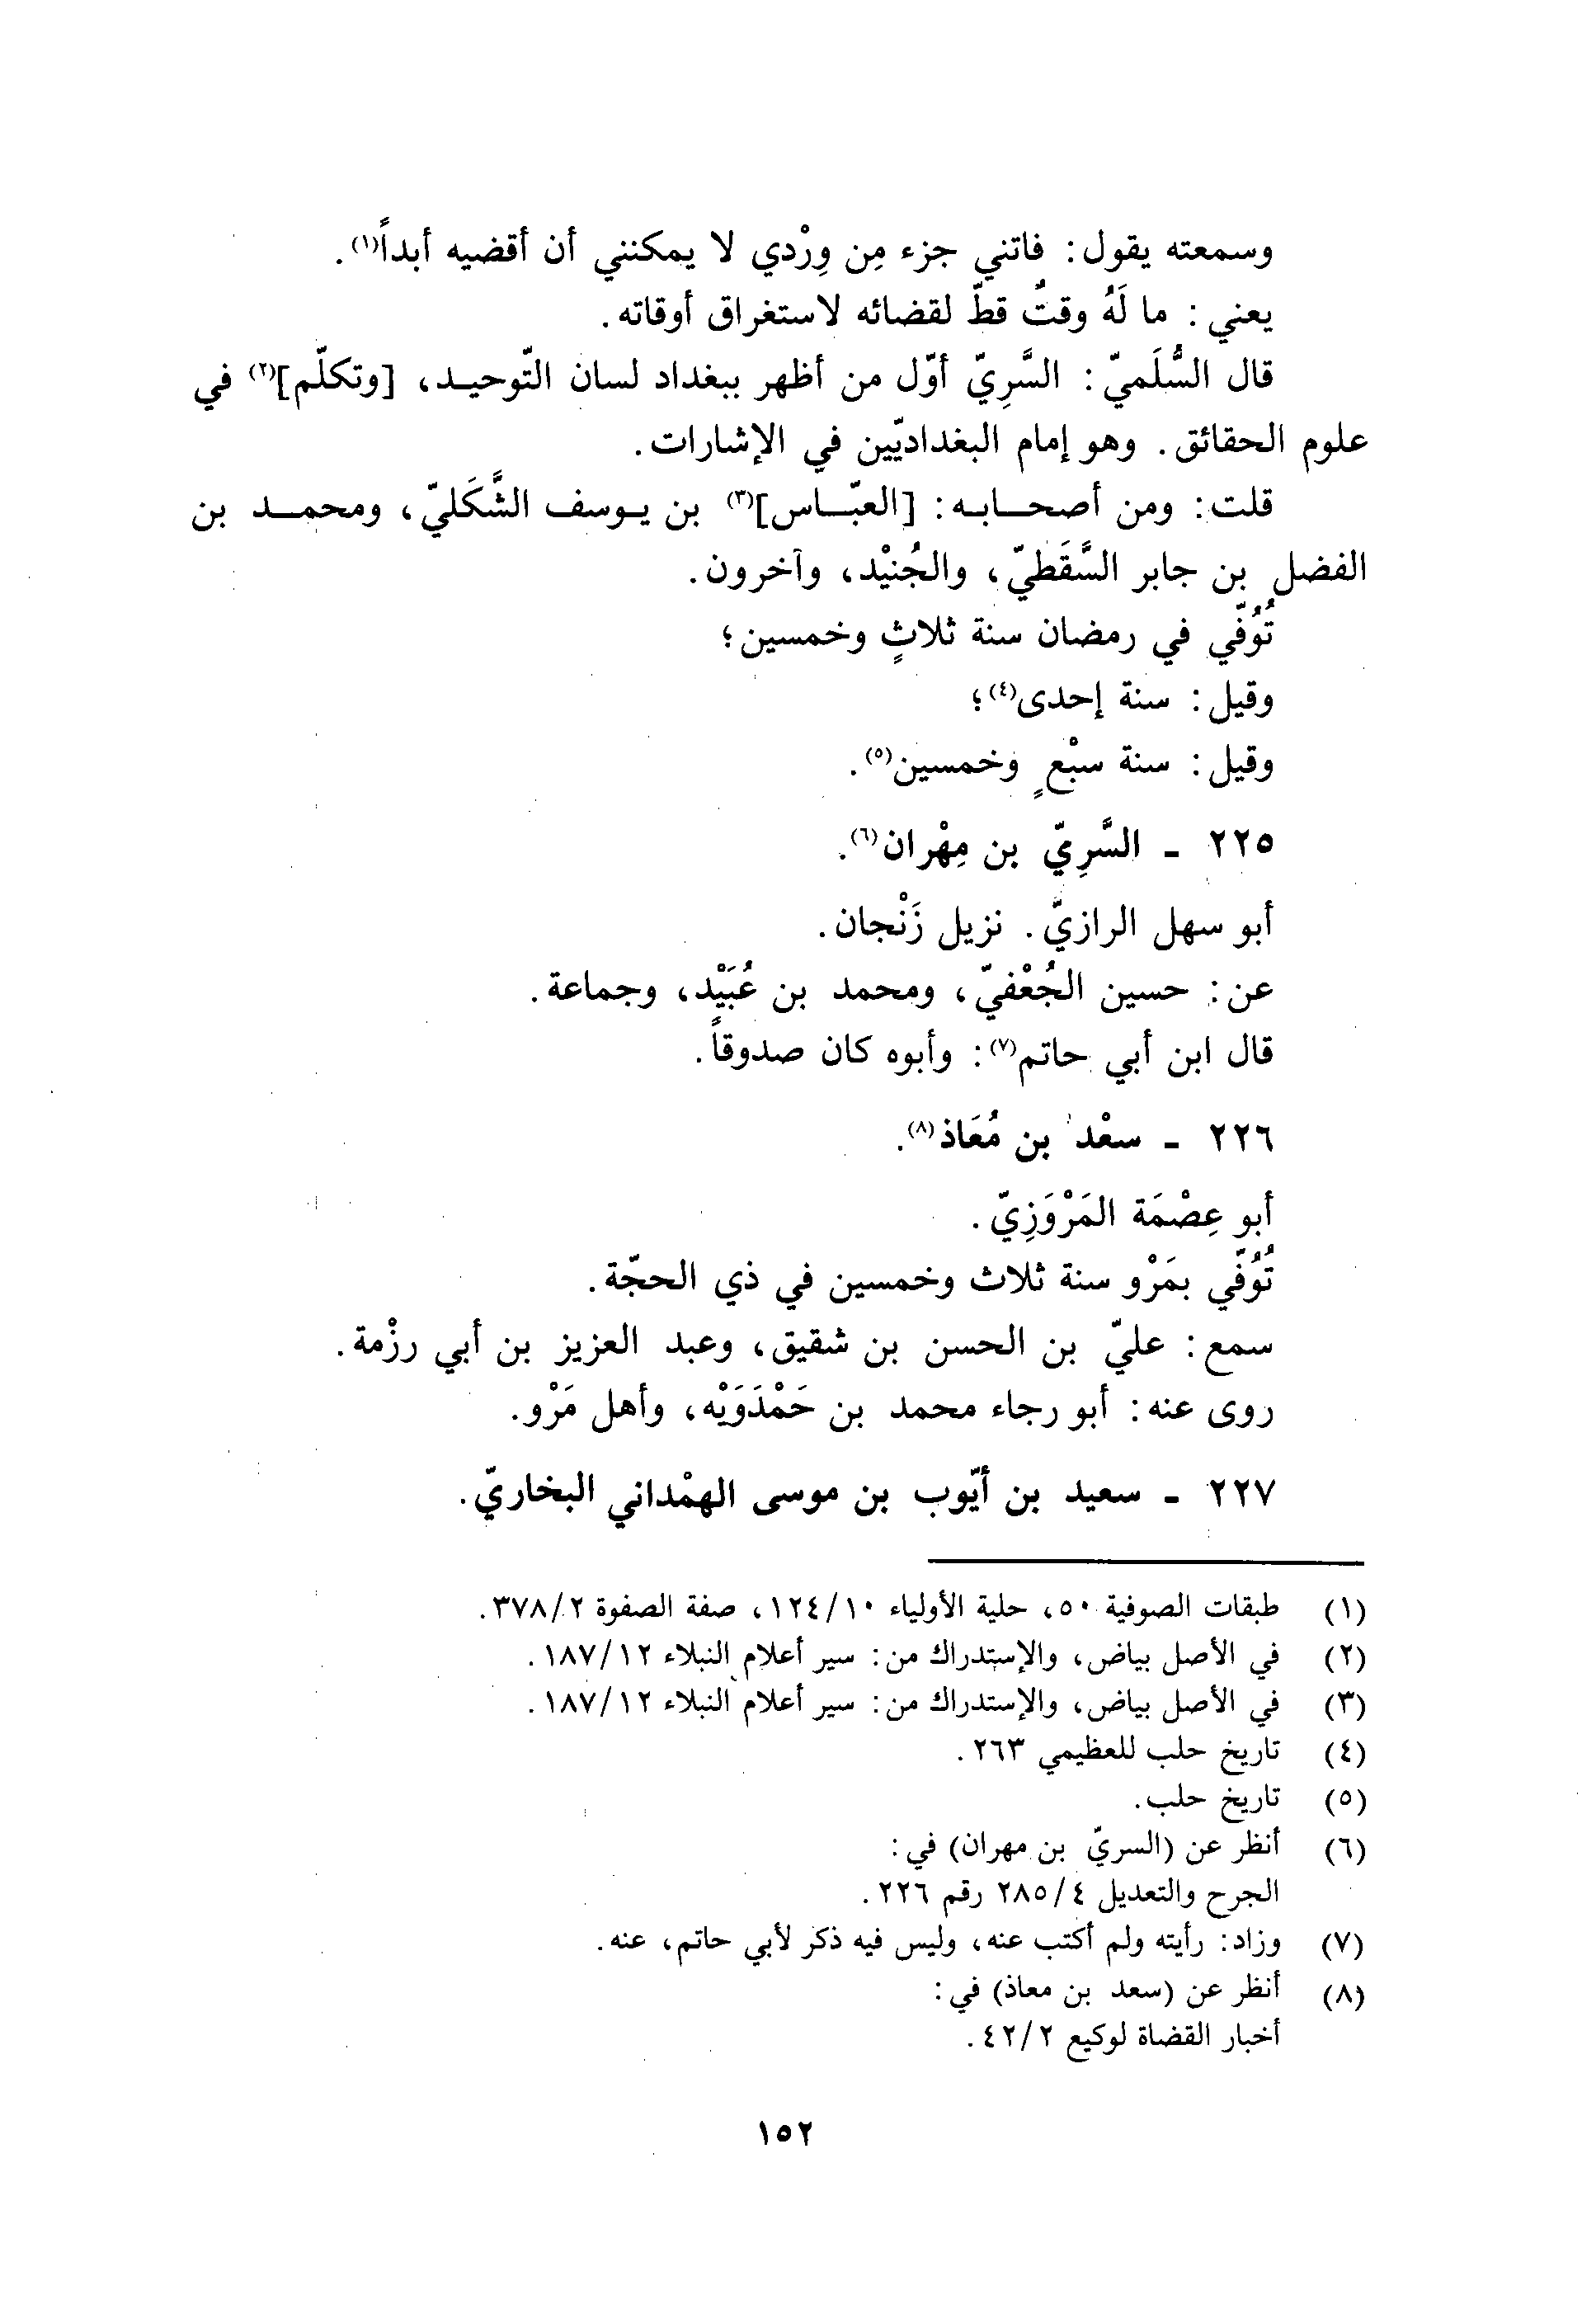 وسمعته يقول: فاتني جزء مِن وِرْدي لا يمكنني أن أقضيه أبداً(١).
يعني: ما لَهُ وقتٌ قطّ لقضائه لاستغراق أوقاته.
قال السُّلَميّ: السَّرِيّ أوّل من أظهر ببغداد لسان التّوحيد، [وتكلّم](٢) في
علوم الحقائق. وهو إمام البغداديّين في الإشارات.
قلت: ومن أصحابه: [العبّاس](٣) بن يوسف الشَّكَليّ، ومحمد بن
الفضل بن جابر السَّقَطيّ، والجُنيْد، وآخرون.
تُوُفّي في رمضان سنة ثلاثٍ وخمسين؛
وقيل: سنة إحدى(٤)؛
وقيل: سنة سبْعٍ وخمسين(٥).
٢٢٥ - السَّرِيّ بن مِهْران(٦).
أبو سهل الرازيّ. نزيل زَنْجان.
عن: حسين الجُعْفيّ، ومحمد بن عُبَيْد، وجماعة.
قال ابن أبي حاتم(٧): وأبوه كان صدوقاً.
٢٢٦ - سعْد بن مُعَاذ(٨).
أبو عِصْمَة المَرْوَزِيّ.
تُوُفّي بمَرْو سنة ثلاث وخمسين في ذي الحجّة.
سمع: عليّ بن الحسن بن شقيق، وعبد العزيز بن أبي رزْمة.
روى عنه: أبو رجاء محمد بن حَمْدَوَيْه، وأهل مَرْو.
٢٢٧ - سعيد بن أيّوب بن موسى الهمْداني البخاريّ.
(١) طبقات الصوفية ٥٠، حلية الأولياء ١٢٤/١٠، صفة الصفوة ٣٧٨/٢.
(٢) في الأصل بياض، والإستدراك من: سير أعلام النبلاء ١٨٧/١٢.
(٣) في الأصل بياض، والإستدراك من: سير أعلام النبلاء ١٨٧/١٢.
(٤) تاريخ حلب للعظيمي ٢٦٣.
(٥) تاريخ حلب.
(٦) أنظر عن (السريّ بن مهران) في:
الجرح والتعديل ٢٨٥/٤ رقم ٢٢٦.
(٧) وزاد: رأيته ولم أكتب عنه، وليس فيه ذكر لأبي حاتم، عنه.
(٨) أنظر عن (سعد بن معاذ) في:
أخبار القضاة لوكيع ٤٢/٢.
١٥٢